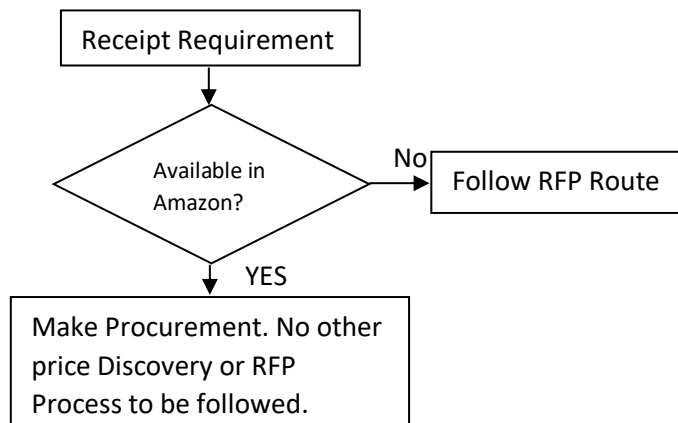 Receipt Requirement
Available in
Amazon?
No
Follow RFP Route
YES
Make Procurement. No other
price Discovery or RFP
Process to be followed.